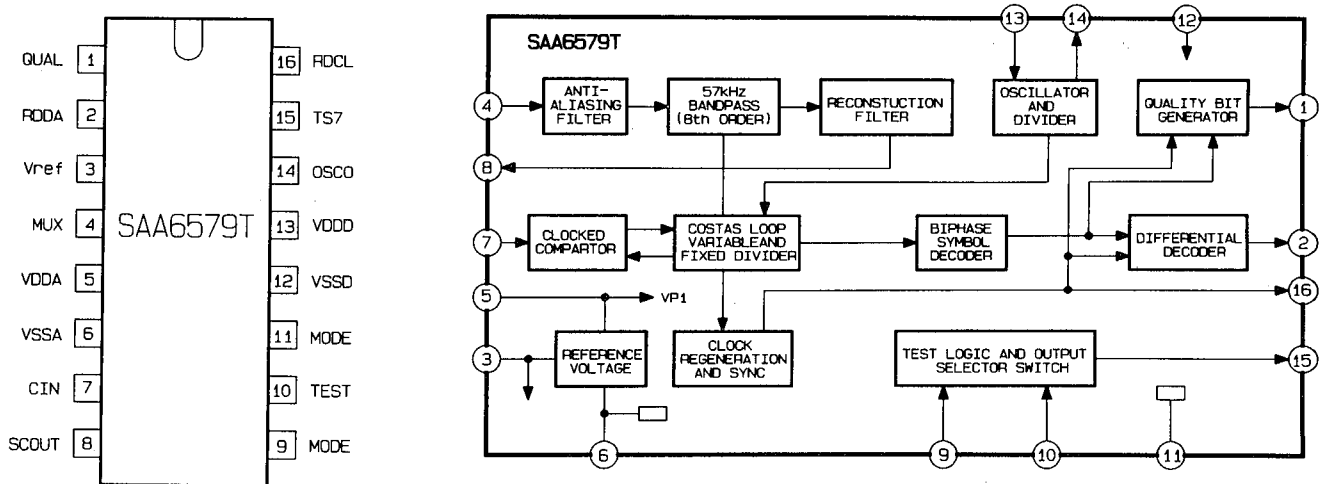 QUAL 1
RDDA 2
Vref 3
MUX 4
VDDA 5
VSSA 6
CIN 7
SCOUT 8
SAA6579T
16 RDCL
15 TS7
14 OSCO
13 VDDD
12 VSSD
11 MODE
10 TEST
9 MODE
SAA6579T
13
14
12
4
ANTI-
ALIASING
FILTER
57kHz
BANDPASS
(8th ORDER)
RECONSTUCTION
FILTER
OSCILLATOR
AND
DIVIDER
QUALITY BIT
GENERATOR
1
8
7
CLOCKED
COMPARTOR
COSTAS LOOP
VARIABLEAND
FIXED DIVIDER
BIPHASE
SYMBOL
DECODER
DIFFERENTIAL
DECODER
2
5
VP1
16
3
REFERENCE
VOLTAGE
CLOCK
REGENERATION
AND SYNC
TEST LOGIC AND OUTPUT
SELECTOR SWITCH
15
6
9
10
11